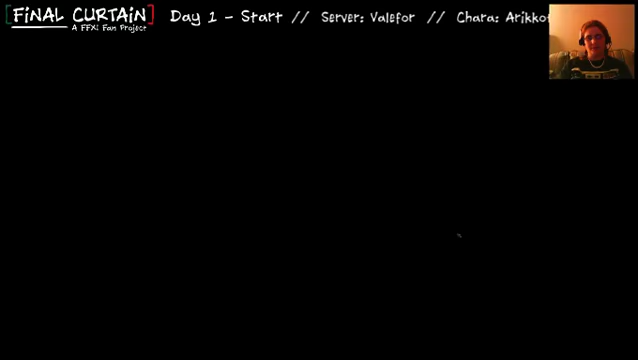 [FiNAL CURTAiN] Day 1 - Start // Server: Valefor // Chara: Arikko
A FFXI Fan Project